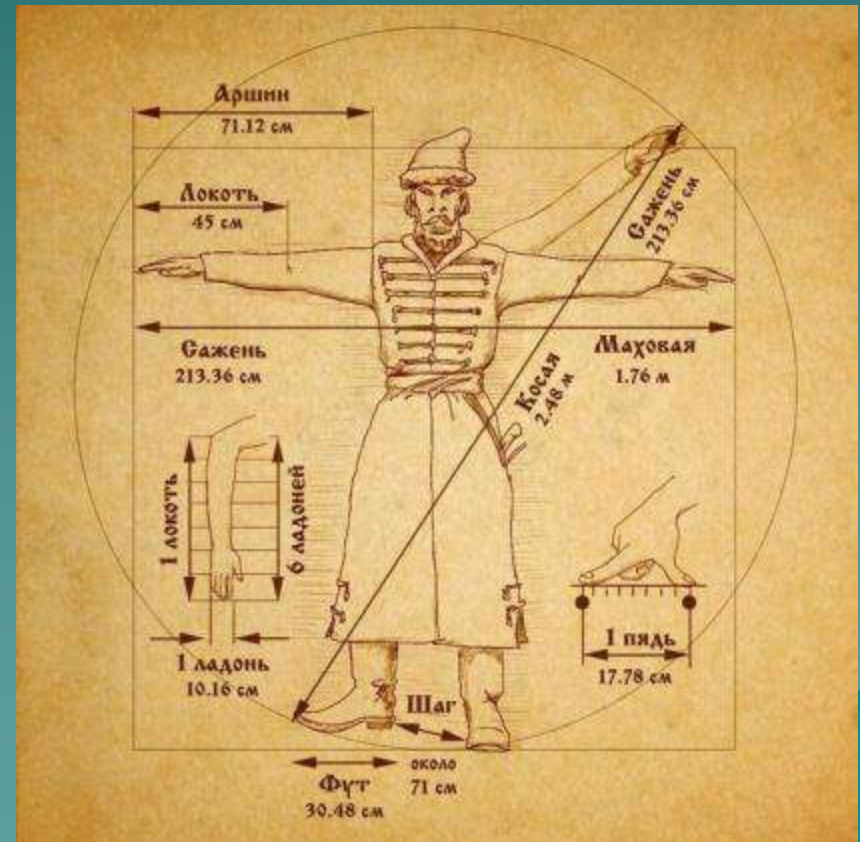 Аршин
71.12 см
Локоть
45 см
Сажень
213.36 см
Сажень
213.36 см
Маховая
1.76 м
Косая
2.48 м
1 локоть
6 ладоней
1 ладонь
10.16 см
1 пядь
17.78 см
Шаг
около
71 см
Фут
30.48 см